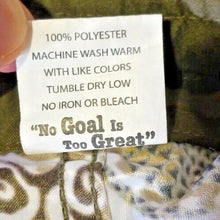 100% POLYESTER
MACHINE WASH WARM
WITH LIKE COLORS
TUMBLE DRY LOW
NO IRON OR BLEACH
"No Goal Is
Too Great"